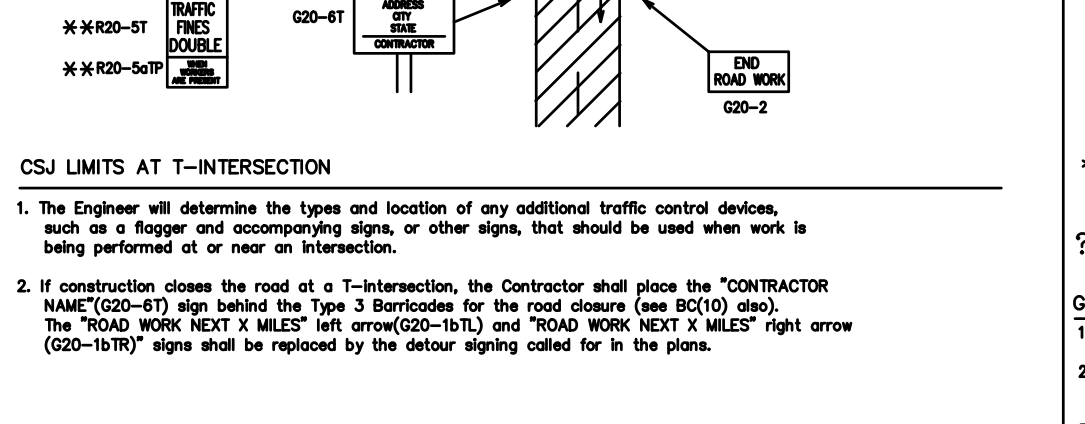 TRAFFIC
FINES
DOUBLE
WHEN
WORKERS
ARE PRESENT
**R20-5T
**R20-5aTP
ADDRESS
CITY
STATE
CONTRACTOR
G20-6T
END
ROAD WORK
G20-2
CSJ LIMITS AT T-INTERSECTION
1. The Engineer will determine the types and location of any additional traffic control devices,
such as a flagger and accompanying signs, or other signs, that should be used when work is
being performed at or near an intersection.
2. If construction closes the road at a T-intersection, the Contractor shall place the "CONTRACTOR
NAME"(G20-6T) sign behind the Type 3 Barricades for the road closure (see BC(10) also).
The "ROAD WORK NEXT X MILES" left arrow(G20-1bTL) and "ROAD WORK NEXT X MILES" right arrow
(G20-1bTR)" signs shall be replaced by the detour signing called for in the plans.
G
1
2